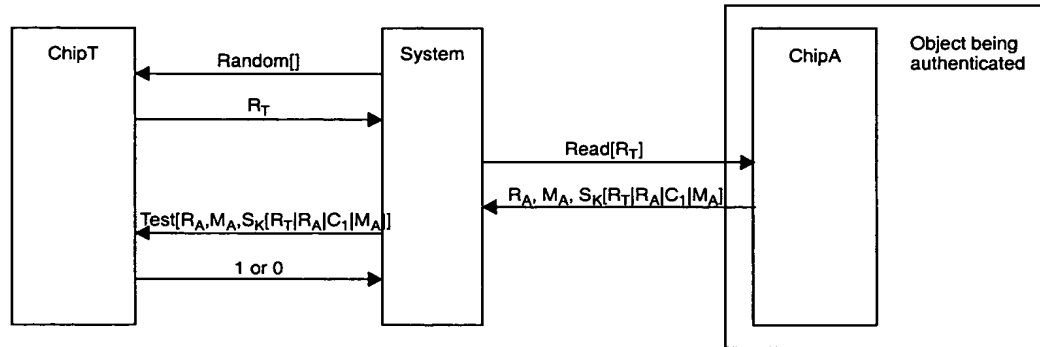 ChipT
System
ChipA
Object being
authenticated
Random[]
R_T
Read[R_T]
R_A, M_A, S_K[R_T|R_A|C_1|M_A]
Test[R_A,M_A,S_K[R_T|R_A|C_1|M_A]]
1 or 0